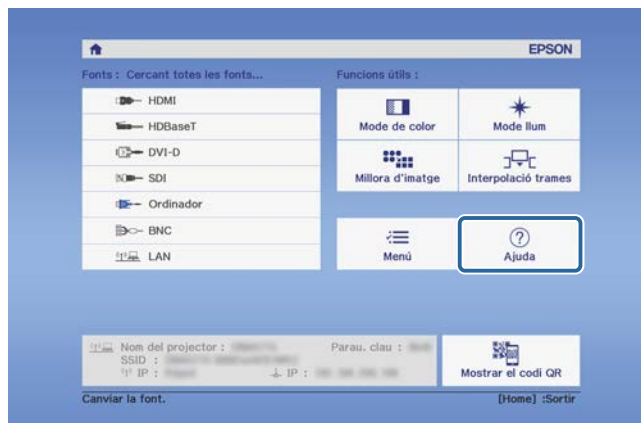 EPSON
Fonts : Cercant totes les fonts...
HDMI
HDBaseT
DVI-D
SDI
Ordinador
BNC
LAN
Funcions útils :
Mode de color
Mode llum
Millora d'imatge
Interpolació trames
Menú
Ajuda
Nom del projector :
Parau. clau :
SSID :
IP :
IP :
Mostrar el codi QR
Canviar la font.
[Home] :Sortir